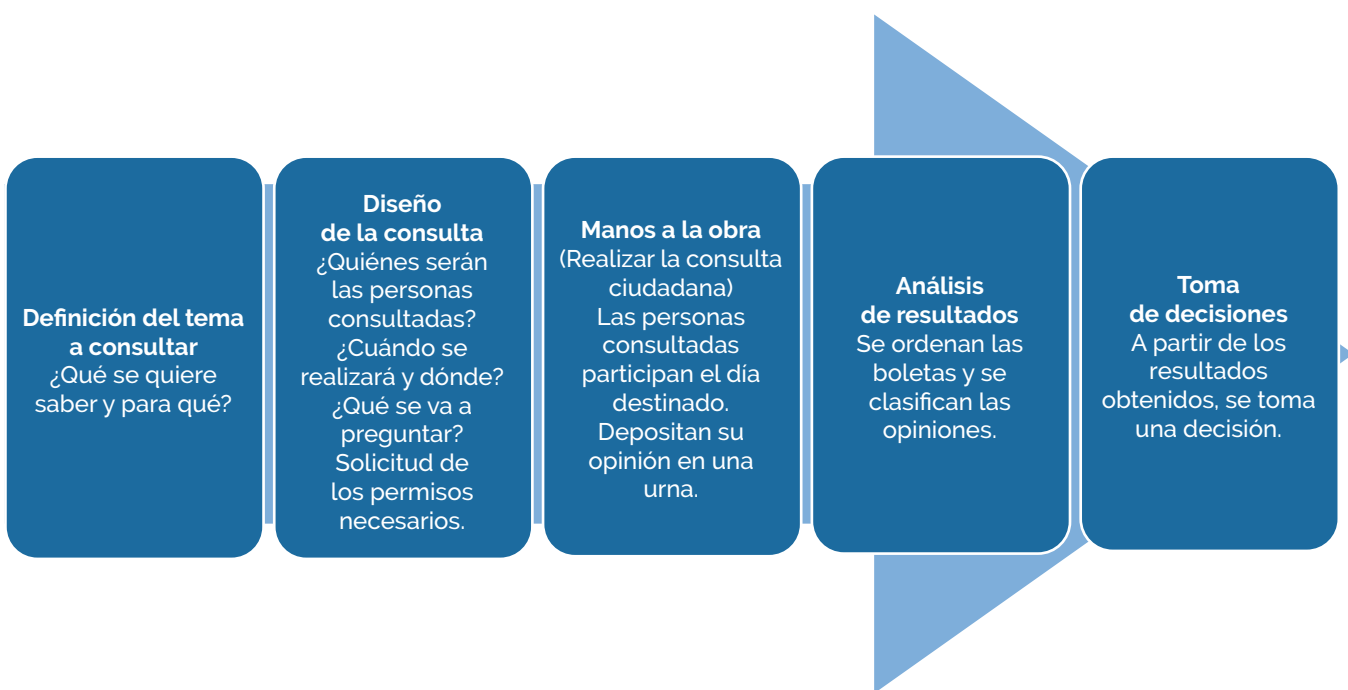 Definición del tema
a consultar
¿Qué se quiere
saber y para qué?
Diseño
de la consulta
¿Quiénes serán
las personas
consultadas?
¿Cuándo se
realizará y dónde?
¿Qué se va a
preguntar?
Solicitud de
los permisos
necesarios.
Manos a la obra
(Realizar la consulta
ciudadana)
Las personas
consultadas
participan el día
destinado.
Depositan su
opinión en una
urna.
Análisis
de resultados
Se ordenan las
boletas y se
clasifican las
opiniones.
Toma
de decisiones
A partir de los
resultados
obtenidos, se toma
una decisión.